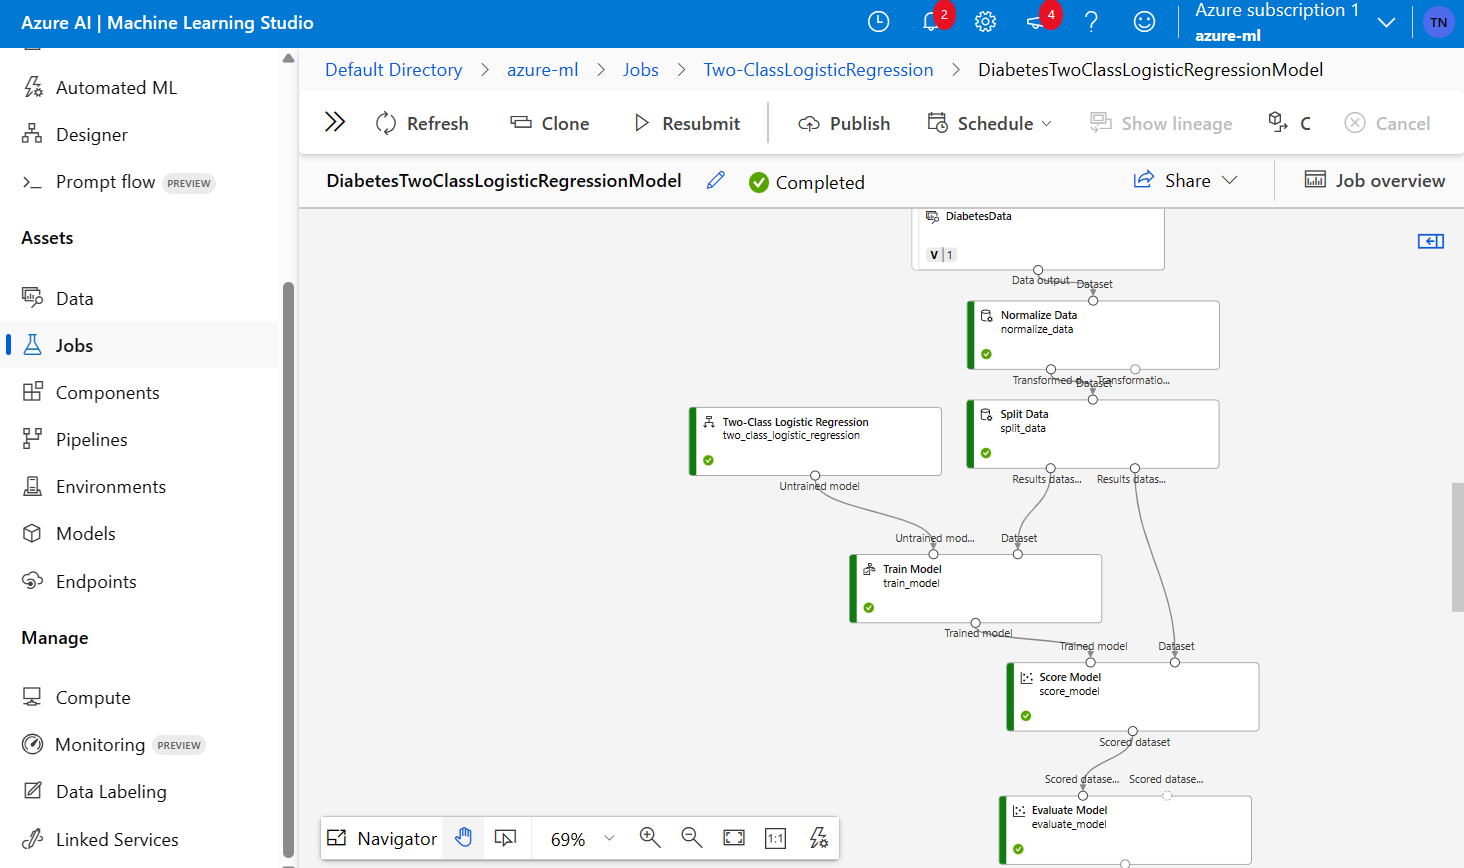 Azure AI | Machine Learning Studio
2
4
Azure subscription 1
azure-ml
TN
Automated ML
Designer
Prompt flow PREVIEW
Assets
Data
Jobs
Components
Pipelines
Environments
Models
Endpoints
Manage
Compute
Monitoring PREVIEW
Data Labeling
Linked Services
Default Directory > azure-ml > Jobs > Two-ClassLogisticRegression > DiabetesTwoClassLogisticRegressionModel
Refresh Clone Resubmit Publish Schedule Show lineage C Cancel
DiabetesTwoClassLogisticRegressionModel Completed Share Job overview
DiabetesData
V | 1
Data output Dataset
Normalize Data
normalize_data
Transformed d... Transformatio...
Dataset
Two-Class Logistic Regression
two_class_logistic_regression
Untrained model
Split Data
split_data
Results datas... Results datas...
Untrained mod... Dataset
Train Model
train_model
Trained model
Trained model Dataset
Score Model
score_model
Scored dataset
Scored datase... Scored datase...
Evaluate Model
evaluate_model
Navigator 69% 1:1